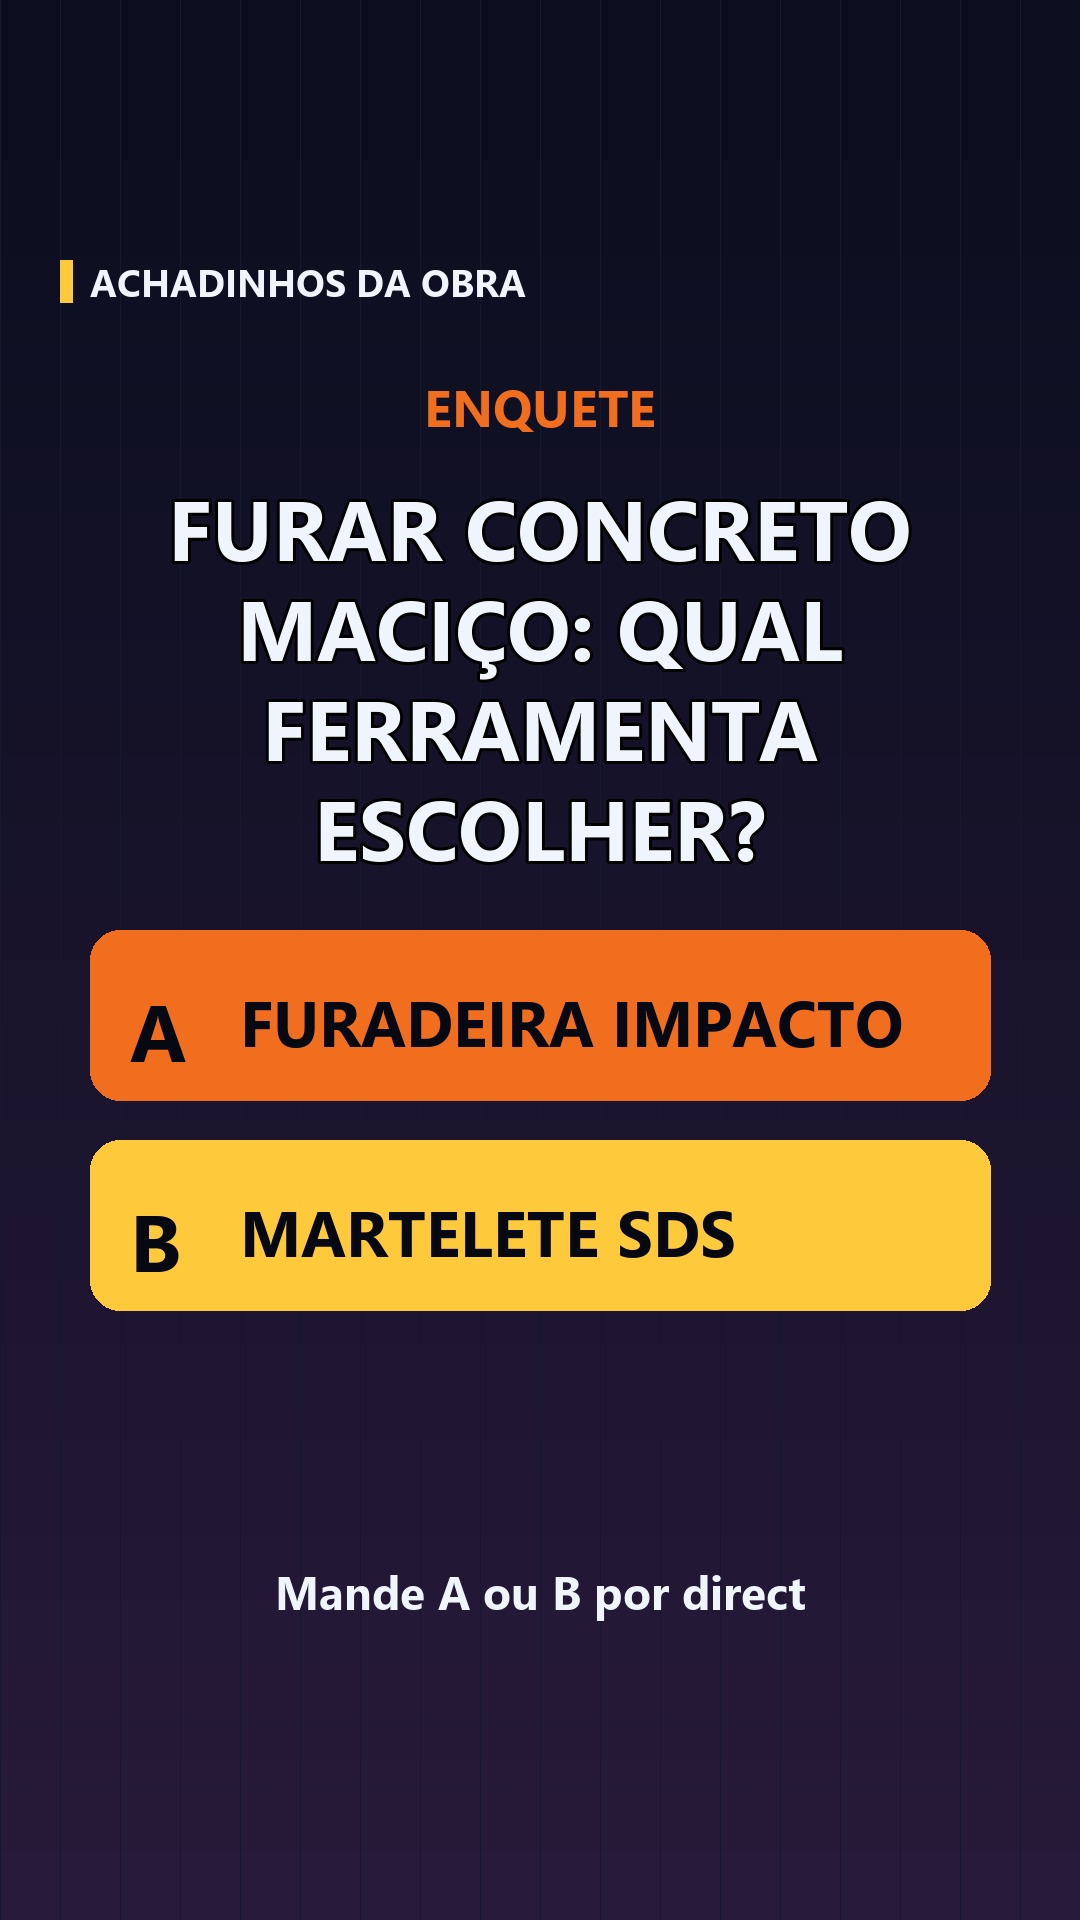 ACHADINHOS DA OBRA
ENQUETE
FURAR CONCRETO
MACIÇO: QUAL
FERRAMENTA
ESCOLHER?
A FURADEIRA IMPACTO
B MARTELETE SDS
Mande A ou B por direct